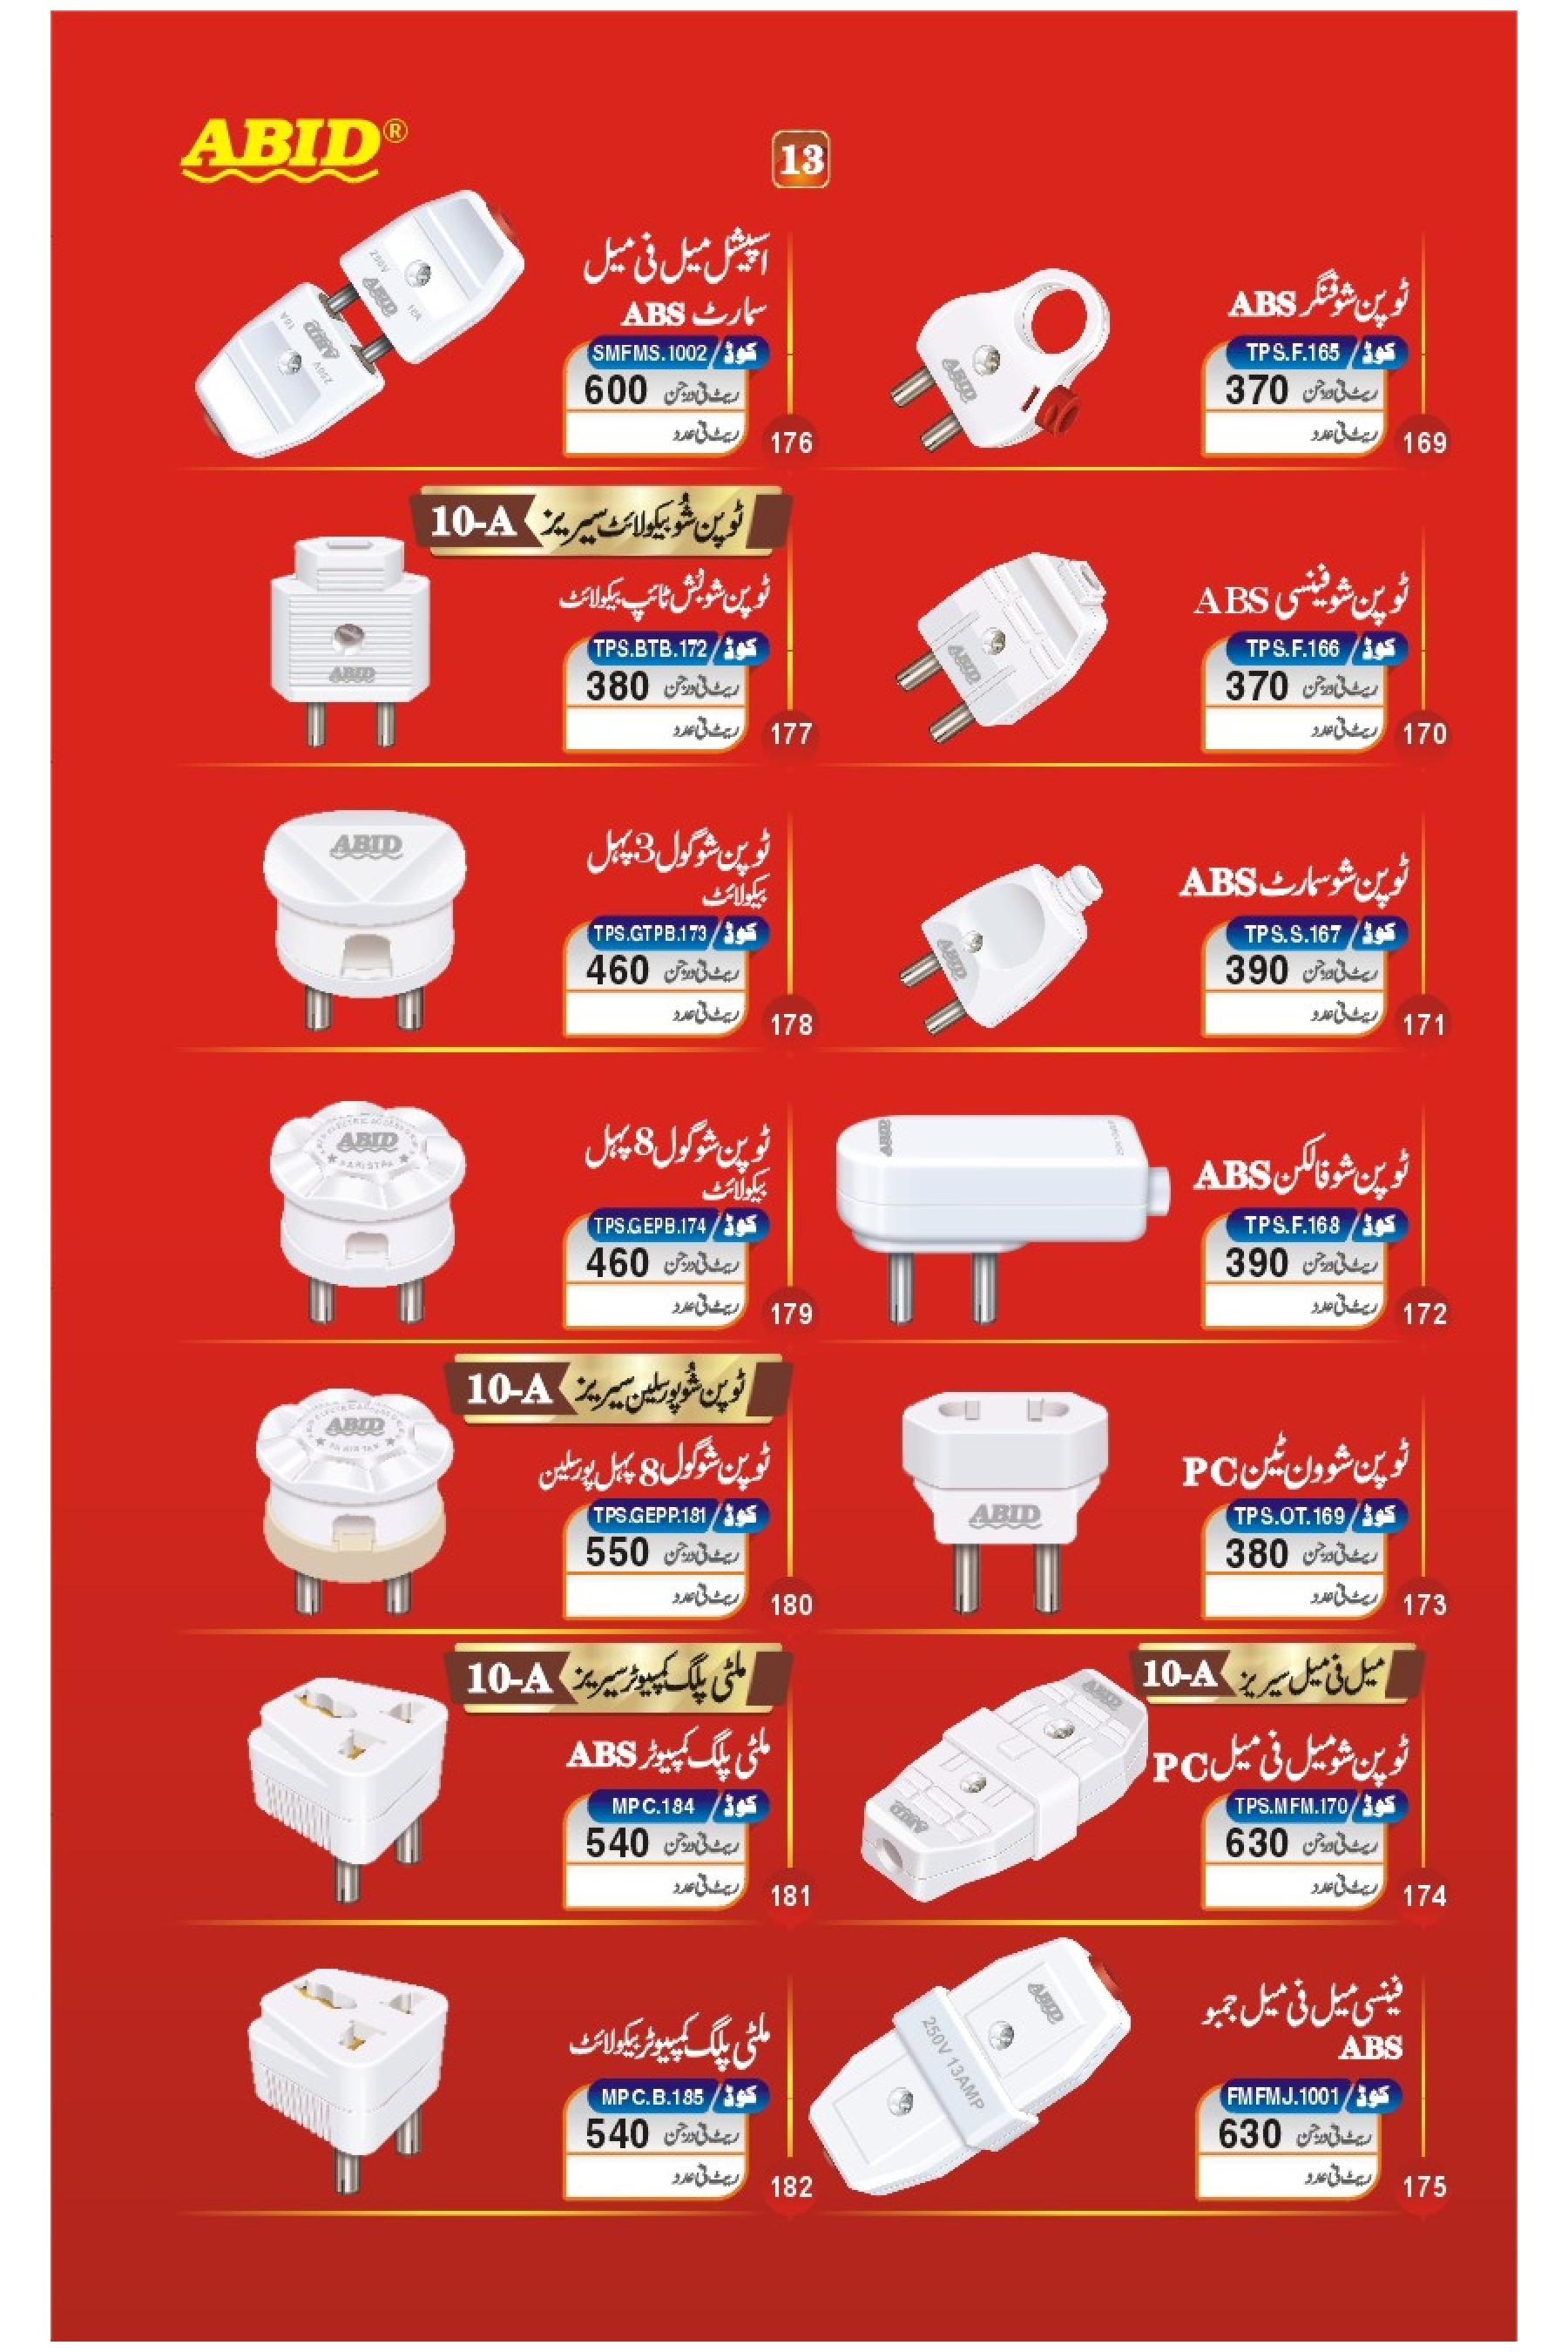 ABID®
13
ٹوپن شو فنگر ABS
TPS.F.165 / کوڈ
ریٹ فی درجن 370
ریٹ فی عدد
169
ٹوپن شو فینسی ABS
TPS.F.166 / کوڈ
ریٹ فی درجن 370
ریٹ فی عدد
170
ٹوپن شو سمارٹ ABS
TPS.S.167 / کوڈ
ریٹ فی درجن 390
ریٹ فی عدد
171
ٹوپن شو فالکن ABS
TPS.F.168 / کوڈ
ریٹ فی درجن 390
ریٹ فی عدد
172
ٹوپن شو ون ٹین PC
TPS.OT.169 / کوڈ
ریٹ فی درجن 380
ریٹ فی عدد
173
میل فی میل سیریز 10-A
ٹوپن شو میل فی میل PC
TPS.MFM.170 / کوڈ
ریٹ فی درجن 630
ریٹ فی عدد
174
فینسی میل فی میل جمبو
ABS
FMFMJ.1001 / کوڈ
ریٹ فی درجن 630
ریٹ فی عدد
175
250V 13AMP
ABID
اسپیشل میل فی میل
سمارٹ ABS
SMFMS.1002 / کوڈ
ریٹ فی درجن 600
ریٹ فی عدد
176
250V
ABID
10A
ٹوپن شُو بیکولائٹ سیریز 10-A
ٹوپن شو بُش ٹائپ بیکولائٹ
TPS.BTB.172 / کوڈ
ریٹ فی درجن 380
ریٹ فی عدد
177
ABID
ٹوپن شو گول 3 پہل
بیکولائٹ
TPS.GTPB.173 / کوڈ
ریٹ فی درجن 460
ریٹ فی عدد
178
ABID
ٹوپن شو گول 8 پہل
بیکولائٹ
TPS.GEPB.174 / کوڈ
ریٹ فی درجن 460
ریٹ فی عدد
179
ABID
PAKISTAN
ٹوپن شُو پورسلین سیریز 10-A
ٹوپن شو گول 8 پہل پورسلین
TPS.GEPP.181 / کوڈ
ریٹ فی درجن 550
ریٹ فی عدد
180
ABID
PAKISTAN
ملٹی پلگ کمپیوٹر سیریز 10-A
ملٹی پلگ کمپیوٹر ABS
MPC.184 / کوڈ
ریٹ فی درجن 540
ریٹ فی عدد
181
ملٹی پلگ کمپیوٹر بیکولائٹ
MPC.B.185 / کوڈ
ریٹ فی درجن 540
ریٹ فی عدد
182